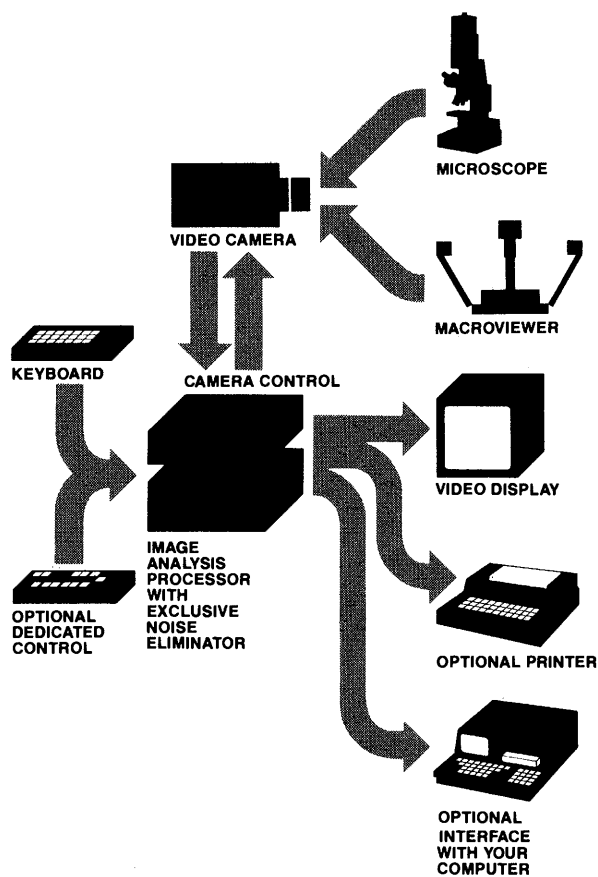 MICROSCOPE
VIDEO CAMERA
MACROVIEWER
KEYBOARD
CAMERA CONTROL
VIDEO DISPLAY
IMAGE
ANALYSIS
PROCESSOR
WITH
EXCLUSIVE
NOISE
ELIMINATOR
OPTIONAL
DEDICATED
CONTROL
OPTIONAL PRINTER
OPTIONAL
INTERFACE
WITH YOUR
COMPUTER